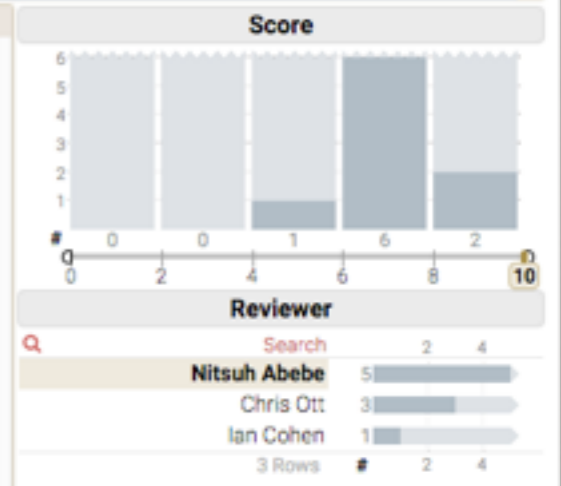 Score
6
5
4
3
2
1
# 0 0 1 6 2
0 2 4 6 8 10
Reviewer
Search 2 4
Nitsuh Abebe 5
Chris Ott 3
Ian Cohen 1
3 Rows # 2 4